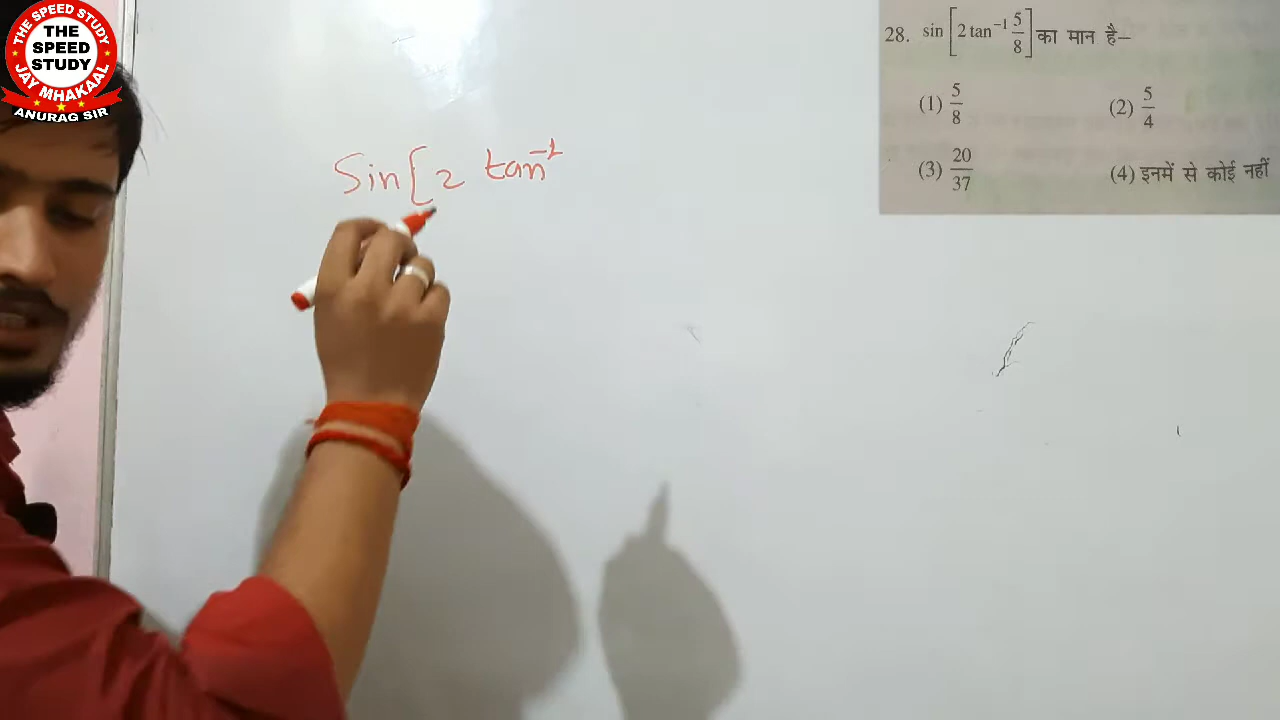 THE SPEED STUDY
THE
SPEED
STUDY
JAY MHAKAAL
ANURAG SIR
28. sin [2 tan⁻¹ 5/8] का मान है–
(1) 5/8 (2) 5/4
(3) 20/37 (4) इनमें से कोई नहीं
Sin[2 tan⁻¹